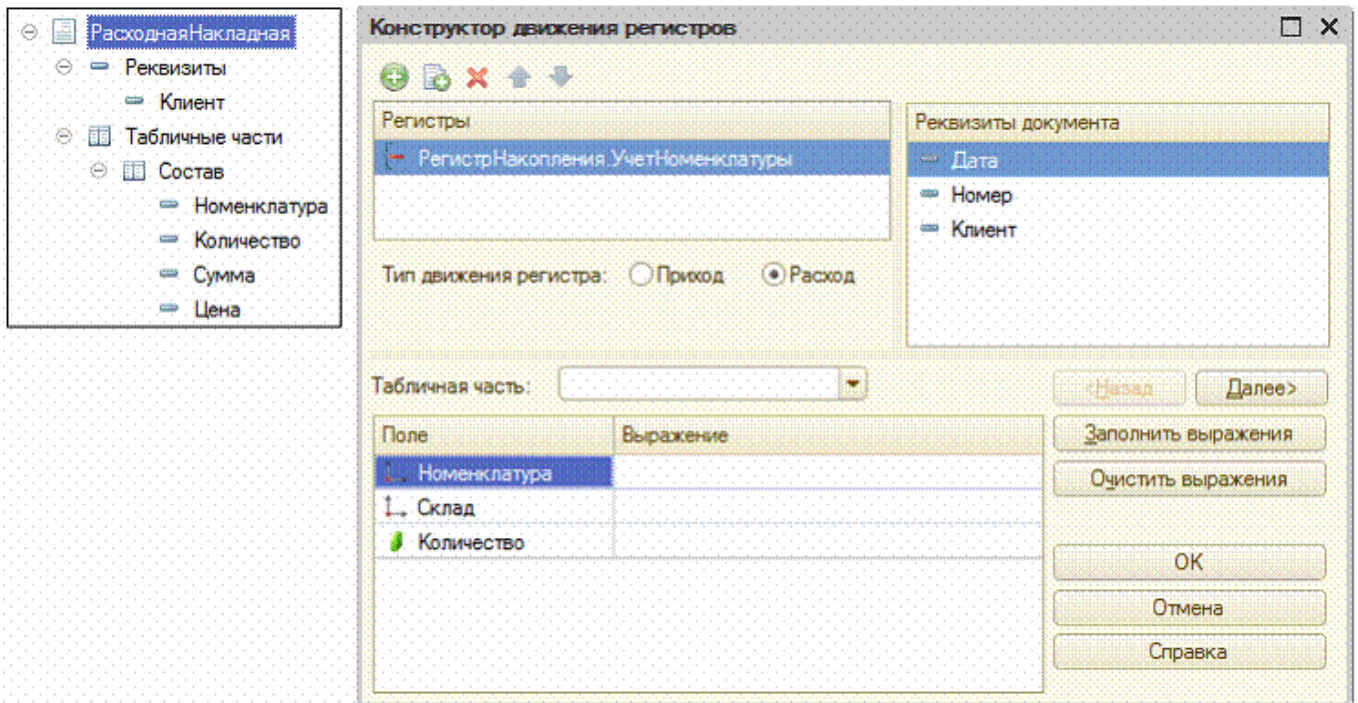 РасходнаяНакладная
Реквизиты
Клиент
Табличные части
Состав
Номенклатура
Количество
Сумма
Цена
Конструктор движения регистров
Регистры
РегистрНакопления.УчетНоменклатуры
Реквизиты документа
Дата
Номер
Клиент
Тип движения регистра: Приход Расход
Табличная часть:
<Назад Далее>
Поле Выражение
Номенклатура
Склад
Количество
Заполнить выражения
Очистить выражения
OK
Отмена
Справка